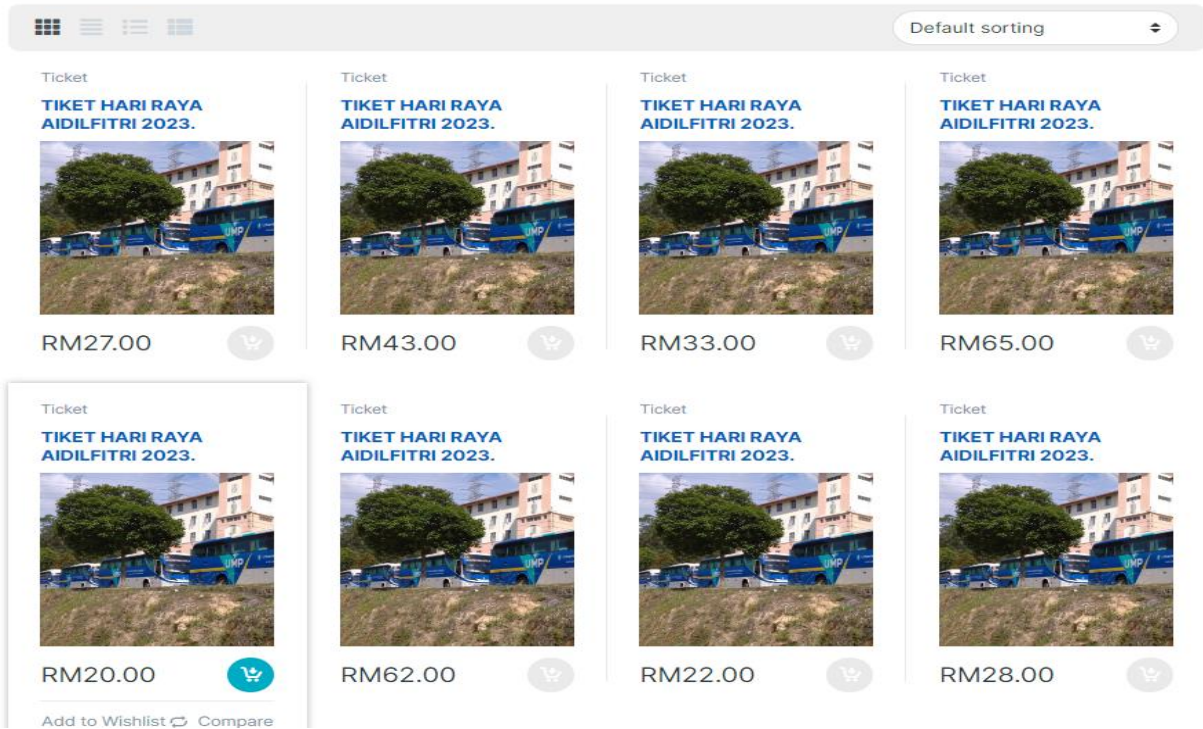 Default sorting
Ticket
TIKET HARI RAYA
AIDILFITRI 2023.
UMP
RM27.00
Ticket
TIKET HARI RAYA
AIDILFITRI 2023.
UMP
RM43.00
Ticket
TIKET HARI RAYA
AIDILFITRI 2023.
UMP
RM33.00
Ticket
TIKET HARI RAYA
AIDILFITRI 2023.
UMP
RM65.00
Ticket
TIKET HARI RAYA
AIDILFITRI 2023.
UMP
RM20.00
Add to Wishlist Compare
Ticket
TIKET HARI RAYA
AIDILFITRI 2023.
UMP
RM62.00
Ticket
TIKET HARI RAYA
AIDILFITRI 2023.
UMP
RM22.00
Ticket
TIKET HARI RAYA
AIDILFITRI 2023.
UMP
RM28.00